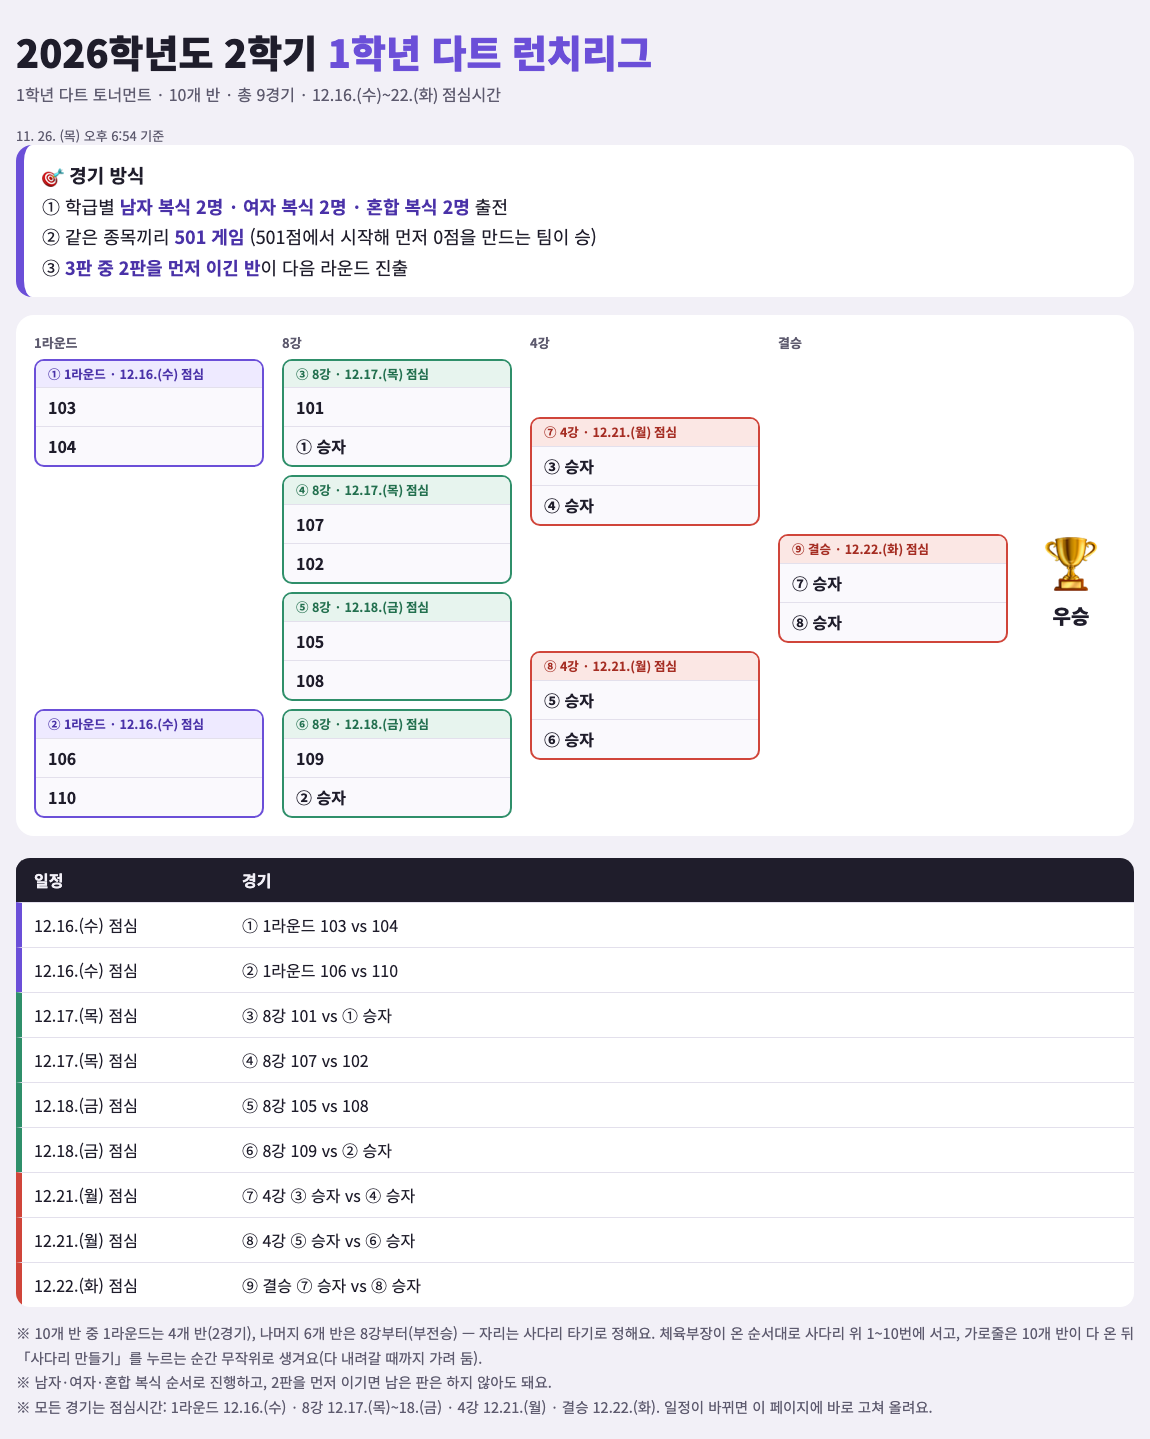 2026학년도 2학기 1학년 다트 런치리그
1학년 다트 토너먼트 · 10개 반 · 총 9경기 · 12.16.(수)~22.(화) 점심시간
11. 26. (목) 오후 6:54 기준
🎯 경기 방식
① 학급별 남자 복식 2명 · 여자 복식 2명 · 혼합 복식 2명 출전
② 같은 종목끼리 501 게임 (501점에서 시작해 먼저 0점을 만드는 팀이 승)
③ 3판 중 2판을 먼저 이긴 반이 다음 라운드 진출
1라운드
① 1라운드 · 12.16.(수) 점심
103
104
② 1라운드 · 12.16.(수) 점심
106
110
8강
③ 8강 · 12.17.(목) 점심
101
① 승자
④ 8강 · 12.17.(목) 점심
107
102
⑤ 8강 · 12.18.(금) 점심
105
108
⑥ 8강 · 12.18.(금) 점심
109
② 승자
4강
⑦ 4강 · 12.21.(월) 점심
③ 승자
④ 승자
⑧ 4강 · 12.21.(월) 점심
⑤ 승자
⑥ 승자
결승
⑨ 결승 · 12.22.(화) 점심
⑦ 승자
⑧ 승자
우승
일정 경기
12.16.(수) 점심 ① 1라운드 103 vs 104
12.16.(수) 점심 ② 1라운드 106 vs 110
12.17.(목) 점심 ③ 8강 101 vs ① 승자
12.17.(목) 점심 ④ 8강 107 vs 102
12.18.(금) 점심 ⑤ 8강 105 vs 108
12.18.(금) 점심 ⑥ 8강 109 vs ② 승자
12.21.(월) 점심 ⑦ 4강 ③ 승자 vs ④ 승자
12.21.(월) 점심 ⑧ 4강 ⑤ 승자 vs ⑥ 승자
12.22.(화) 점심 ⑨ 결승 ⑦ 승자 vs ⑧ 승자
※ 10개 반 중 1라운드는 4개 반(2경기), 나머지 6개 반은 8강부터(부전승) — 자리는 사다리 타기로 정해요. 체육부장이 온 순서대로 사다리 위 1~10번에 서고, 가로줄은 10개 반이 다 온 뒤
「사다리 만들기」를 누르는 순간 무작위로 생겨요(다 내려갈 때까지 가려 둠).
※ 남자·여자·혼합 복식 순서로 진행하고, 2판을 먼저 이기면 남은 판은 하지 않아도 돼요.
※ 모든 경기는 점심시간: 1라운드 12.16.(수) · 8강 12.17.(목)~18.(금) · 4강 12.21.(월) · 결승 12.22.(화). 일정이 바뀌면 이 페이지에 바로 고쳐 올려요.